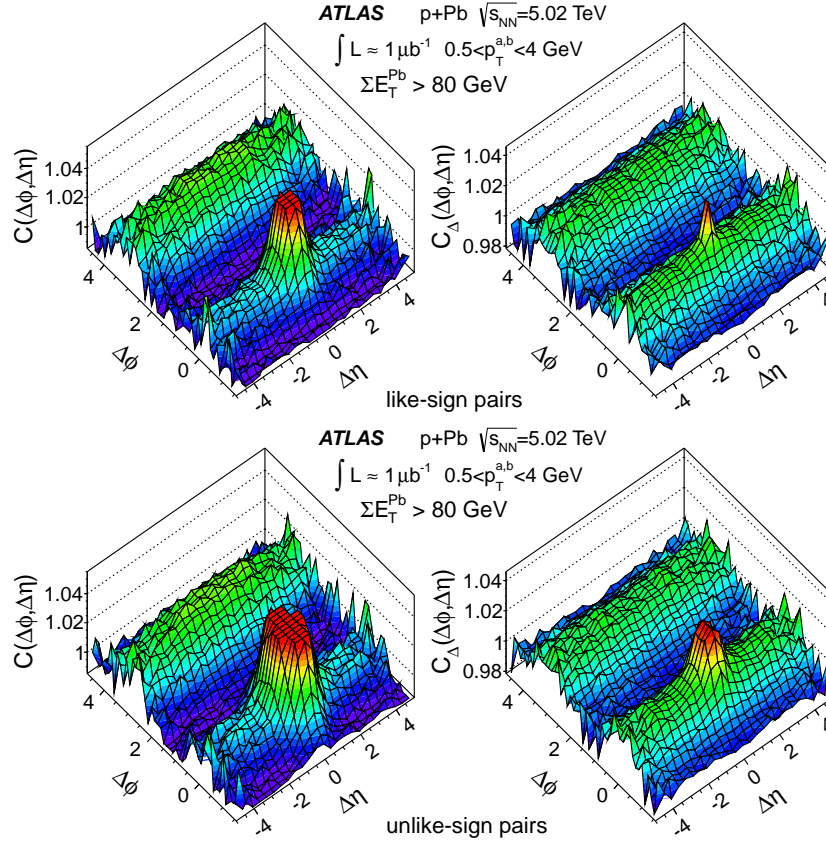 ATLAS p+Pb √s_NN=5.02 TeV
∫ L ≈ 1 μb⁻¹ 0.5<p_T^a,b<4 GeV
ΣE_T^Pb > 80 GeV
C(Δϕ,Δη)
1.04
1.02
1
4
2
0
Δϕ
-4
-2
0
2
4
Δη
C_Δ(Δϕ,Δη)
1.04
1.02
1
0.98
4
2
0
Δϕ
-4
-2
0
2
4
Δη
like-sign pairs
ATLAS p+Pb √s_NN=5.02 TeV
∫ L ≈ 1 μb⁻¹ 0.5<p_T^a,b<4 GeV
ΣE_T^Pb > 80 GeV
C(Δϕ,Δη)
1.04
1.02
1
4
2
0
Δϕ
-4
-2
0
2
4
Δη
C_Δ(Δϕ,Δη)
1.04
1.02
1
0.98
4
2
0
Δϕ
-4
-2
0
2
4
Δη
unlike-sign pairs